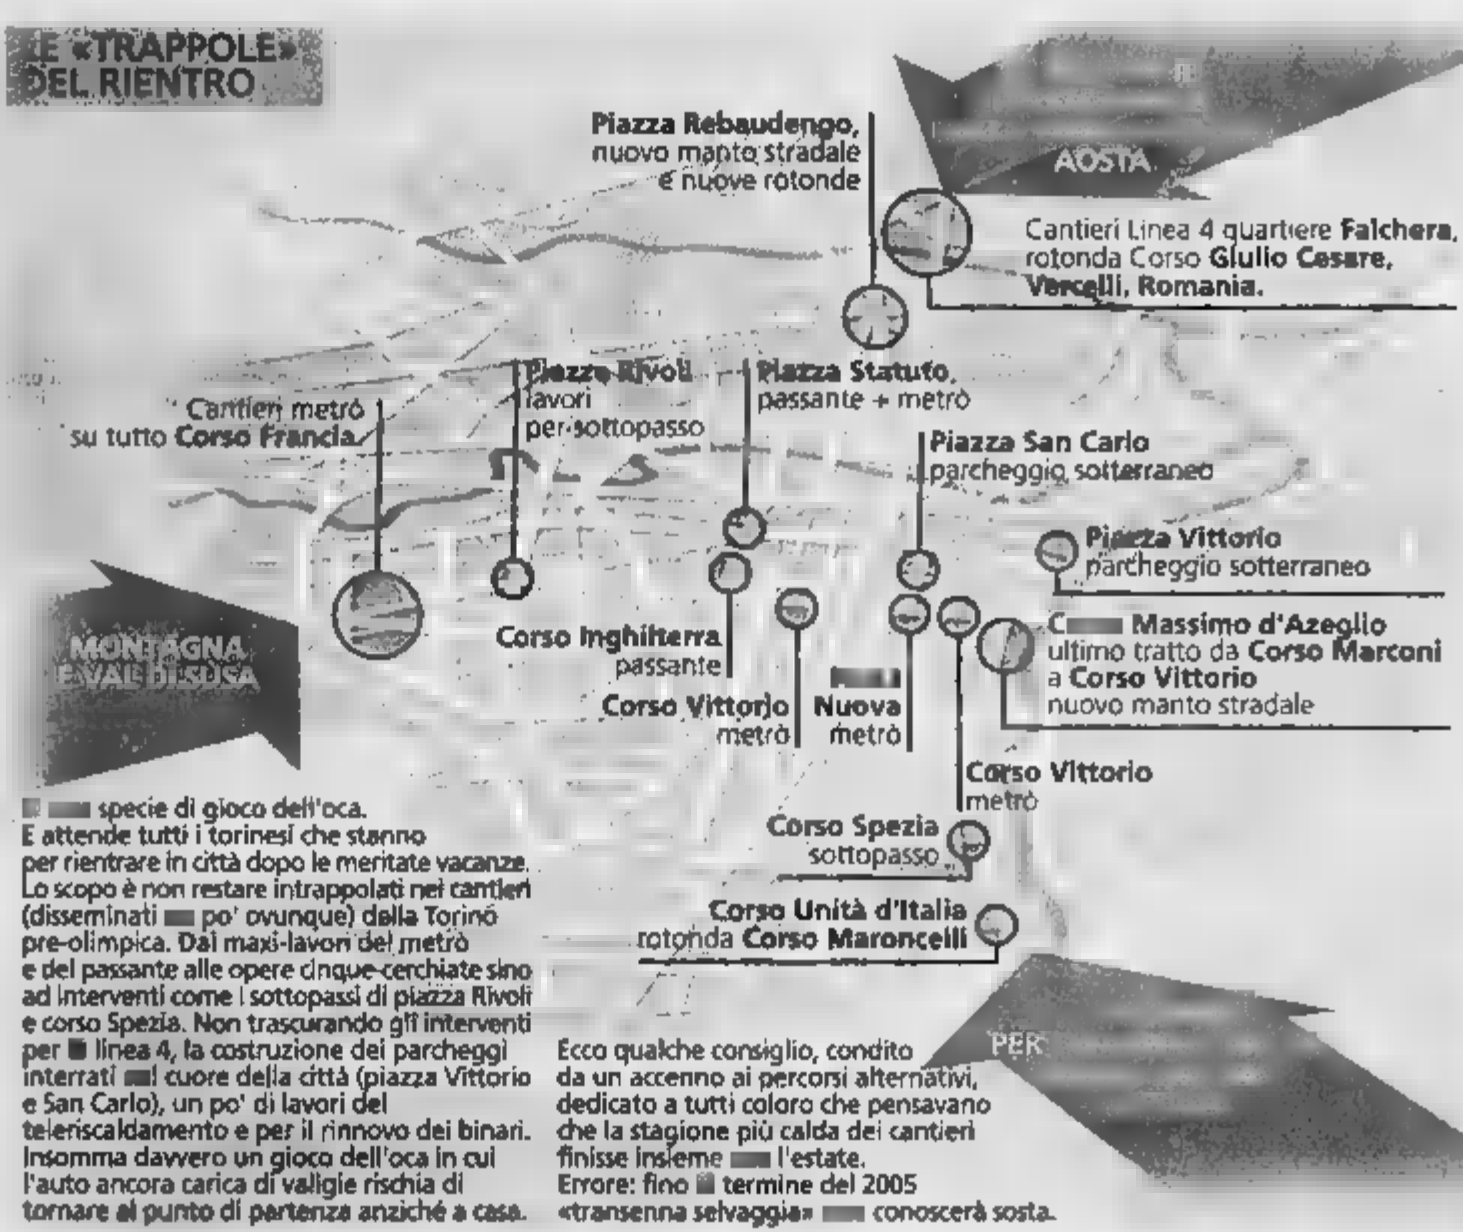 LE «TRAPPOLE»
DEL RIENTRO
AOSTA
Piazza Rebaudengo,
nuovo manto stradale
e nuove rotonde
Cantieri Linea 4 quartiere Falchera,
rotonda Corso Giulio Cesare,
Vercelli, Romania.
Cantieri metrò
su tutto Corso Francia
Piazza Rivoli
lavori
per sottopasso
Piazza Statuto,
passante + metrò
Piazza San Carlo
parcheggio sotterraneo
Piazza Vittorio
parcheggio sotterraneo
Massimo d'Azeglio
ultimo tratto da Corso Marconi
a Corso Vittorio
nuovo manto stradale
MONTAGNA
E VAL DI SUSA
Corso Inghilterra
passante
Corso Vittorio
metrò
Nuova
metrò
Corso Vittorio
metrò
Corso Spezia
sottopasso
Corso Unità d'Italia
rotonda Corso Maroncelli
PER
specie di gioco dell'oca.
E attende tutti i torinesi che stanno
per rientrare in città dopo le meritate vacanze.
Lo scopo è non restare intrappolati nei cantieri
(disseminati po' ovunque) della Torino
pre-olimpica. Dai maxi-lavori del metrò
e del passante alle opere cinque-cerchiate sino
ad interventi come i sottopassi di piazza Rivoli
e corso Spezia. Non trascurando gli interventi
per linea 4, la costruzione dei parcheggi
interrati cuore della città (piazza Vittorio
e San Carlo), un po' di lavori del
teleriscaldamento e per il rinnovo dei binari.
Insomma davvero un gioco dell'oca in cui
l'auto ancora carica di valigie rischia di
tornare al punto di partenza anziché a casa.
Ecco qualche consiglio, condito
da un accenno ai percorsi alternativi,
dedicato a tutti coloro che pensavano
che la stagione più calda dei cantieri
finisse insieme l'estate.
Errore: fino termine del 2005
«transenna selvaggia» conoscerà sosta.